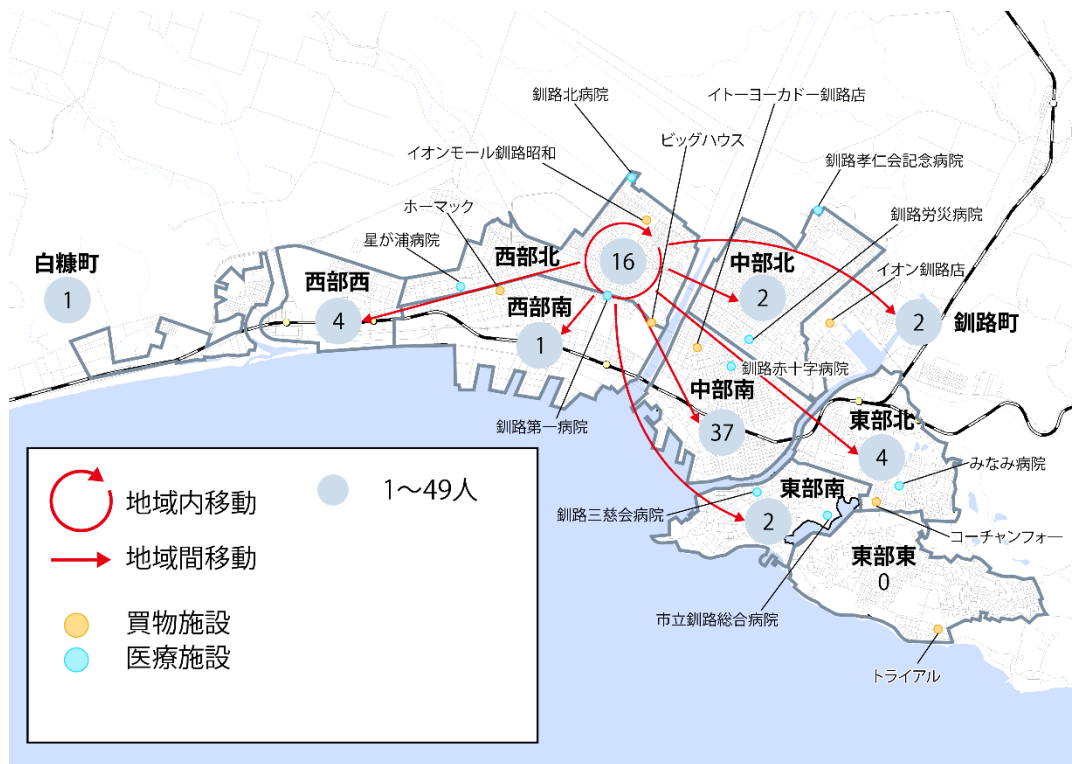 釧路北病院
イトーヨーカドー釧路店
ビッグハウス
イオンモール釧路昭和
釧路孝仁会記念病院
ホーマック
釧路労災病院
星が浦病院
西部北
16
中部北
イオン釧路店
白糠町
1
西部西
4
西部南
1
2
2
釧路町
釧路赤十字病院
中部南
37
釧路第一病院
東部北
4
みなみ病院
東部南
釧路三慈会病院
2
コーチャンフォー
東部東
0
市立釧路総合病院
トライアル
地域内移動
1～49人
地域間移動
買物施設
医療施設